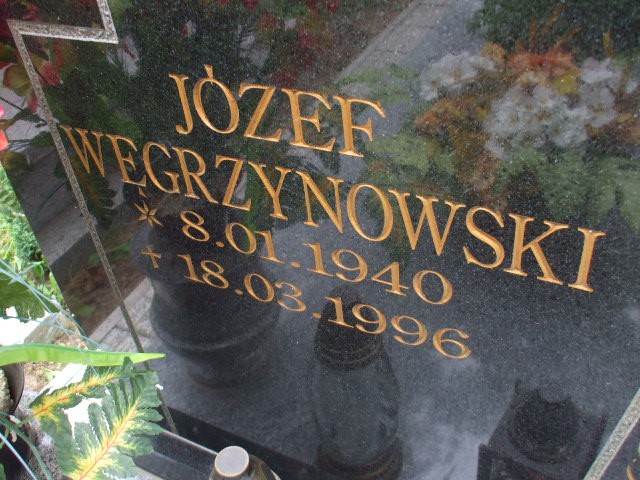 JÓZEF
WĘGRZYNOWSKI
* 8.01.1940
† 18.03.1996